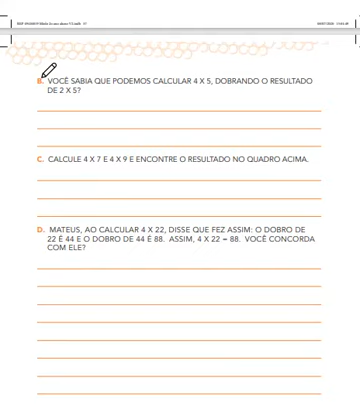 B. VOCÊ SABIA QUE PODEMOS CALCULAR 4 X 5, DOBRANDO O RESULTADO
DE 2 X 5?
C. CALCULE 4 X 7 E 4 X 9 E ENCONTRE O RESULTADO NO QUADRO ACIMA.
D. MATEUS, AO CALCULAR 4 X 22, DISSE QUE FEZ ASSIM: O DOBRO DE
22 É 44 E O DOBRO DE 44 É 88. ASSIM, 4 X 22 = 88. VOCÊ CONCORDA
COM ELE?